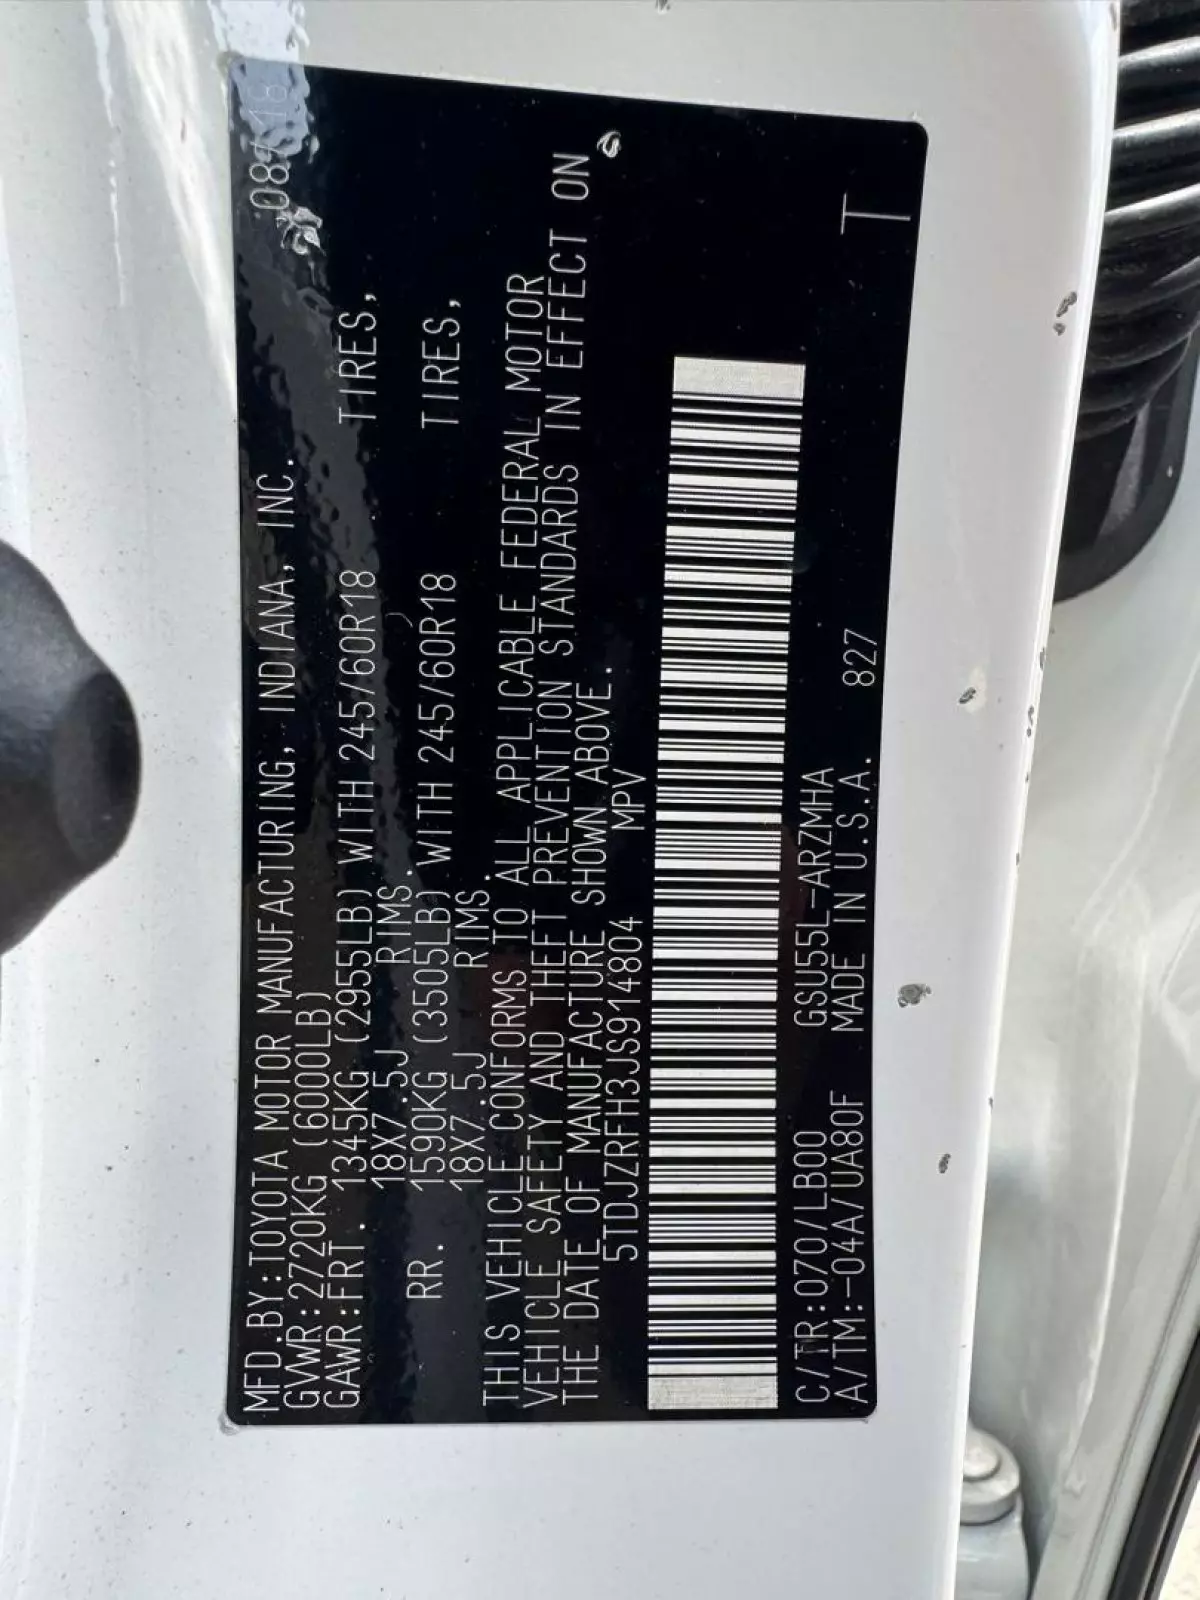 MFD.BY:TOYOTA MOTOR MANUFACTURING, INDIANA, INC. 08/18
GVWR:2720KG (6000LB)
GAWR:FRT. 1345KG (2955LB) WITH 245/60R18 TIRES,
18X7.5J RIMS.
RR. 1590KG (3505LB) WITH 245/60R18 TIRES,
18X7.5J RIMS.
THIS VEHICLE CONFORMS TO ALL APPLICABLE FEDERAL MOTOR
VEHICLE SAFETY AND THEFT PREVENTION STANDARDS IN EFFECT ON
THE DATE OF MANUFACTURE SHOWN ABOVE.
5TDJZRFH3JS914804 MPV
C/TR:070/LB00 GSU55L-ARZMHA
A/TM:-04A/UA80F MADE IN U.S.A. 827 T